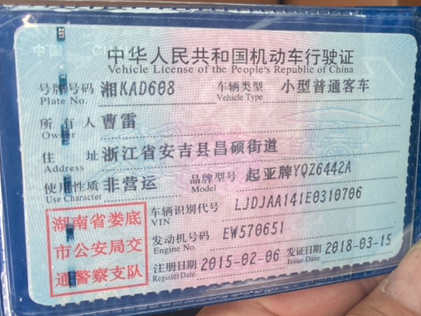 中华人民共和国机动车行驶证
Vehicle License of the People's Republic of China
号牌号码 湘KAD608 车辆类型 小型普通客车
Plate No. Vehicle Type
所有人 曹雷
Owner
住址 浙江省安吉县昌硕街道
Address
使用性质 非营运 品牌型号 起亚牌YQZ6442A
Use Character Model
车辆识别代号 LJDJAA141E0310706
VIN
发动机号码 EW570651
Engine No.
注册日期 2015-02-06 发证日期 2018-03-15
Register Date Issue Date
湖南省娄底
市公安局交
通警察支队